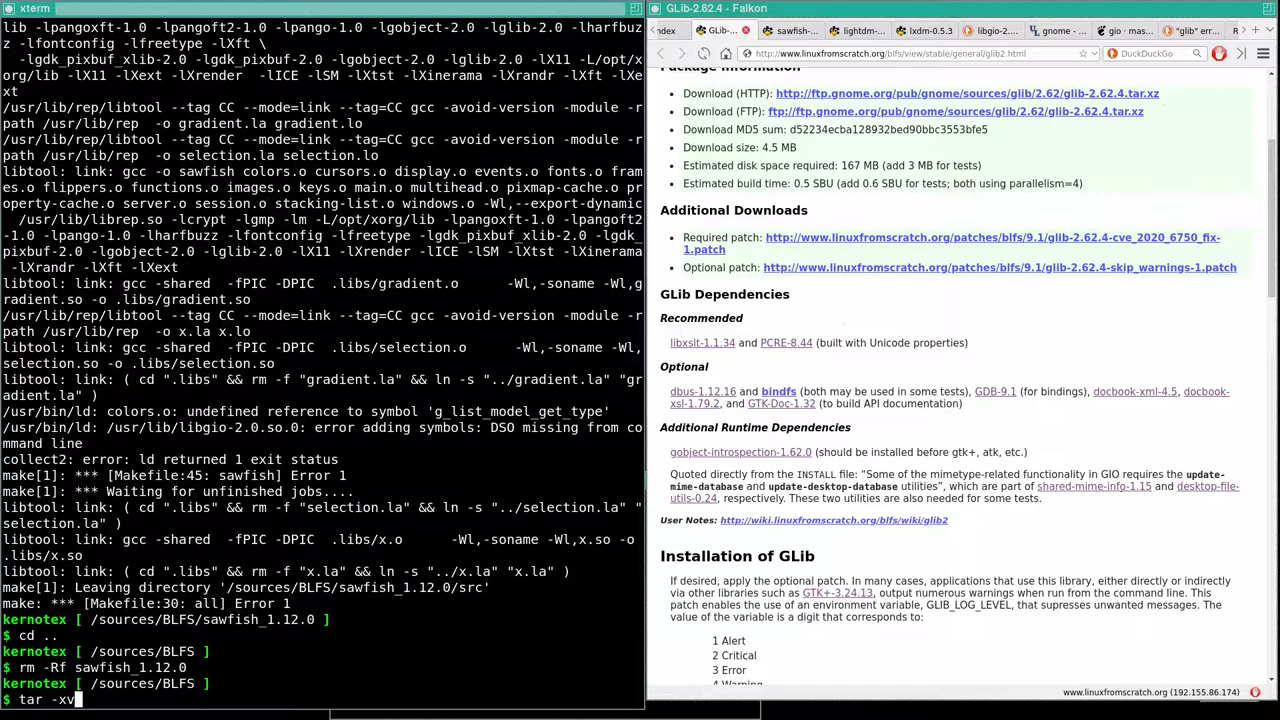 xterm
lib -lpangoxft-1.0 -lpangoft2-1.0 -lpango-1.0 -lgobject-2.0 -lglib-2.0 -lharfbuz
z -lfontconfig -lfreetype -lXft \
    -lgdk_pixbuf_xlib-2.0 -lgdk_pixbuf-2.0 -lgobject-2.0 -lglib-2.0 -lX11 -L/opt/x
org/lib -lX11 -lXext -lXrender  -lICE -lSM -lXtst -lXinerama -lXrandr -lXft -lXe
xt
/usr/lib/rep/libtool --tag CC --mode=link --tag=CC gcc -avoid-version -module -r
path /usr/lib/rep  -o gradient.la gradient.lo
/usr/lib/rep/libtool --tag CC --mode=link --tag=CC gcc -avoid-version -module -r
path /usr/lib/rep  -o selection.la selection.lo
libtool: link: gcc -o sawfish colors.o cursors.o display.o events.o fonts.o fram
es.o flippers.o functions.o images.o keys.o main.o multihead.o pixmap-cache.o pr
operty-cache.o server.o session.o stacking-list.o windows.o -Wl,--export-dynamic
   /usr/lib/librep.so -lcrypt -lgmp -lm -L/opt/xorg/lib -lpangoxft-1.0 -lpangoft2
-1.0 -lpango-1.0 -lharfbuzz -lfontconfig -lfreetype -lgdk_pixbuf_xlib-2.0 -lgdk_
pixbuf-2.0 -lgobject-2.0 -lglib-2.0 -lX11 -lXrender -lICE -lSM -lXtst -lXinerama
 -lXrandr -lXft -lXext
libtool: link: gcc -shared  -fPIC -DPIC  .libs/gradient.o      -Wl,-soname -Wl,g
radient.so -o .libs/gradient.so
/usr/lib/rep/libtool --tag CC --mode=link --tag=CC gcc -avoid-version -module -r
path /usr/lib/rep  -o x.la x.lo
libtool: link: gcc -shared  -fPIC -DPIC  .libs/selection.o      -Wl,-soname -Wl,
selection.so -o .libs/selection.so
libtool: link: ( cd ".libs" && rm -f "gradient.la" && ln -s "../gradient.la" "gr
adient.la" )
/usr/bin/ld: colors.o: undefined reference to symbol 'g_list_model_get_type'
/usr/bin/ld: /usr/lib/libgio-2.0.so.0: error adding symbols: DSO missing from co
mmand line
collect2: error: ld returned 1 exit status
make[1]: *** [Makefile:45: sawfish] Error 1
make[1]: *** Waiting for unfinished jobs....
libtool: link: ( cd ".libs" && rm -f "selection.la" && ln -s "../selection.la" "
selection.la" )
libtool: link: gcc -shared  -fPIC -DPIC  .libs/x.o      -Wl,-soname -Wl,x.so -o
.libs/x.so
libtool: link: ( cd ".libs" && rm -f "x.la" && ln -s "../x.la" "x.la" )
make[1]: Leaving directory '/sources/BLFS/sawfish_1.12.0/src'
make: *** [Makefile:30: all] Error 1
kernotex [ /sources/BLFS/sawfish_1.12.0 ]
$ cd ..
kernotex [ /sources/BLFS ]
$ rm -Rf sawfish_1.12.0
kernotex [ /sources/BLFS ]
$ tar -xv
GLib-2.62.4 - Falkon
index
GLib-...
sawfish-...
lightdm-...
lxdm-0.5.3
libgio-2...
gnome - ...
gio · mas...
"glib" err...
R
http://www.linuxfromscratch.org/blfs/view/stable/general/glib2.html
DuckDuckGo
Package Information
• Download (HTTP): http://ftp.gnome.org/pub/gnome/sources/glib/2.62/glib-2.62.4.tar.xz
• Download (FTP): ftp://ftp.gnome.org/pub/gnome/sources/glib/2.62/glib-2.62.4.tar.xz
• Download MD5 sum: d52234ecba128932bed90bbc3553bfe5
• Download size: 4.5 MB
• Estimated disk space required: 167 MB (add 3 MB for tests)
• Estimated build time: 0.5 SBU (add 0.6 SBU for tests; both using parallelism=4)
Additional Downloads
• Required patch: http://www.linuxfromscratch.org/patches/blfs/9.1/glib-2.62.4-cve_2020_6750_fix-
1.patch
• Optional patch: http://www.linuxfromscratch.org/patches/blfs/9.1/glib-2.62.4-skip_warnings-1.patch
GLib Dependencies
Recommended
libxslt-1.1.34 and PCRE-8.44 (built with Unicode properties)
Optional
dbus-1.12.16 and bindfs (both may be used in some tests), GDB-9.1 (for bindings), docbook-xml-4.5, docbook-
xsl-1.79.2, and GTK-Doc-1.32 (to build API documentation)
Additional Runtime Dependencies
gobject-introspection-1.62.0 (should be installed before gtk+, atk, etc.)
Quoted directly from the INSTALL file: “Some of the mimetype-related functionality in GIO requires the update-
mime-database and update-desktop-database utilities”, which are part of shared-mime-info-1.15 and desktop-file-
utils-0.24, respectively. These two utilities are also needed for some tests.
User Notes: http://wiki.linuxfromscratch.org/blfs/wiki/glib2
Installation of GLib
If desired, apply the optional patch. In many cases, applications that use this library, either directly or indirectly
via other libraries such as GTK+-3.24.13, output numerous warnings when run from the command line. This
patch enables the use of an environment variable, GLIB_LOG_LEVEL, that supresses unwanted messages. The
value of the variable is a digit that corresponds to:
1 Alert
2 Critical
3 Error
4 Warning
www.linuxfromscratch.org (192.155.86.174)